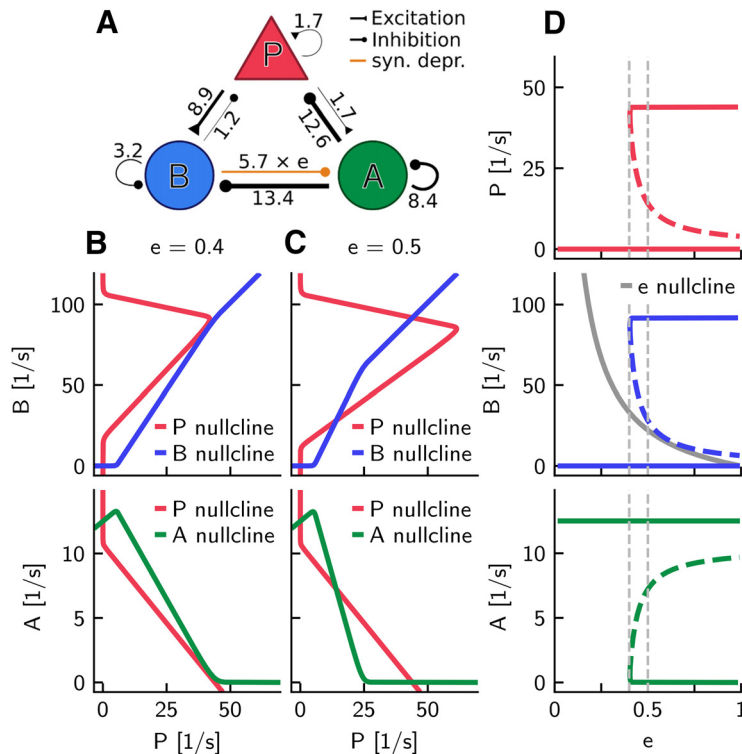 A
P
1.7
Excitation
Inhibition
syn. depr.
8.9
1.2
1.7
12.6
3.2
B
5.7 × e
13.4
A
8.4
B
e = 0.4
C
e = 0.5
100
50
0
B [1/s]
P nullcline
B nullcline
P nullcline
B nullcline
10
5
0
A [1/s]
P nullcline
A nullcline
P nullcline
A nullcline
0
25
50
P [1/s]
0
25
50
P [1/s]
D
50
25
0
P [1/s]
e nullcline
100
50
0
B [1/s]
10
5
0
A [1/s]
0
0.5
1
e